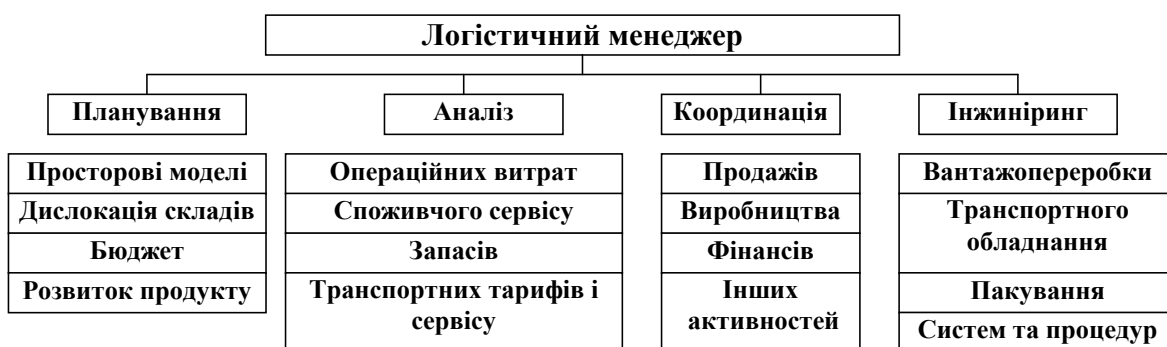 Логістичний менеджер
Планування
Аналіз
Координація
Інжиніринг
Просторові моделі
Дислокація складів
Бюджет
Розвиток продукту
Операційних витрат
Споживчого сервісу
Запасів
Транспортних тарифів і
сервісу
Продажів
Виробництва
Фінансів
Інших
активностей
Вантажопереробки
Транспортного
обладнання
Пакування
Систем та процедур